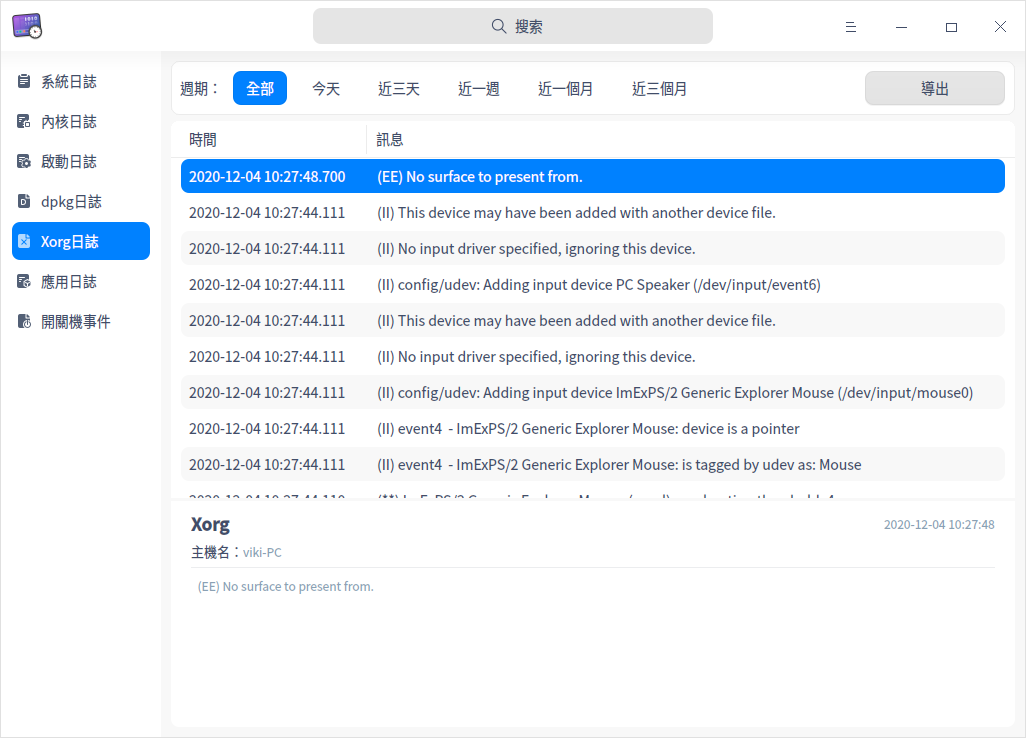 搜索
系統日誌
內核日誌
啟動日誌
dpkg日誌
Xorg日誌
應用日誌
開關機事件
週期： 全部 今天 近三天 近一週 近一個月 近三個月 導出
時間 訊息
2020-12-04 10:27:48.700 (EE) No surface to present from.
2020-12-04 10:27:44.111 (II) This device may have been added with another device file.
2020-12-04 10:27:44.111 (II) No input driver specified, ignoring this device.
2020-12-04 10:27:44.111 (II) config/udev: Adding input device PC Speaker (/dev/input/event6)
2020-12-04 10:27:44.111 (II) This device may have been added with another device file.
2020-12-04 10:27:44.111 (II) No input driver specified, ignoring this device.
2020-12-04 10:27:44.111 (II) config/udev: Adding input device ImExPS/2 Generic Explorer Mouse (/dev/input/mouse0)
2020-12-04 10:27:44.111 (II) event4 - ImExPS/2 Generic Explorer Mouse: device is a pointer
2020-12-04 10:27:44.111 (II) event4 - ImExPS/2 Generic Explorer Mouse: is tagged by udev as: Mouse
Xorg 2020-12-04 10:27:48
主機名：viki-PC
(EE) No surface to present from.